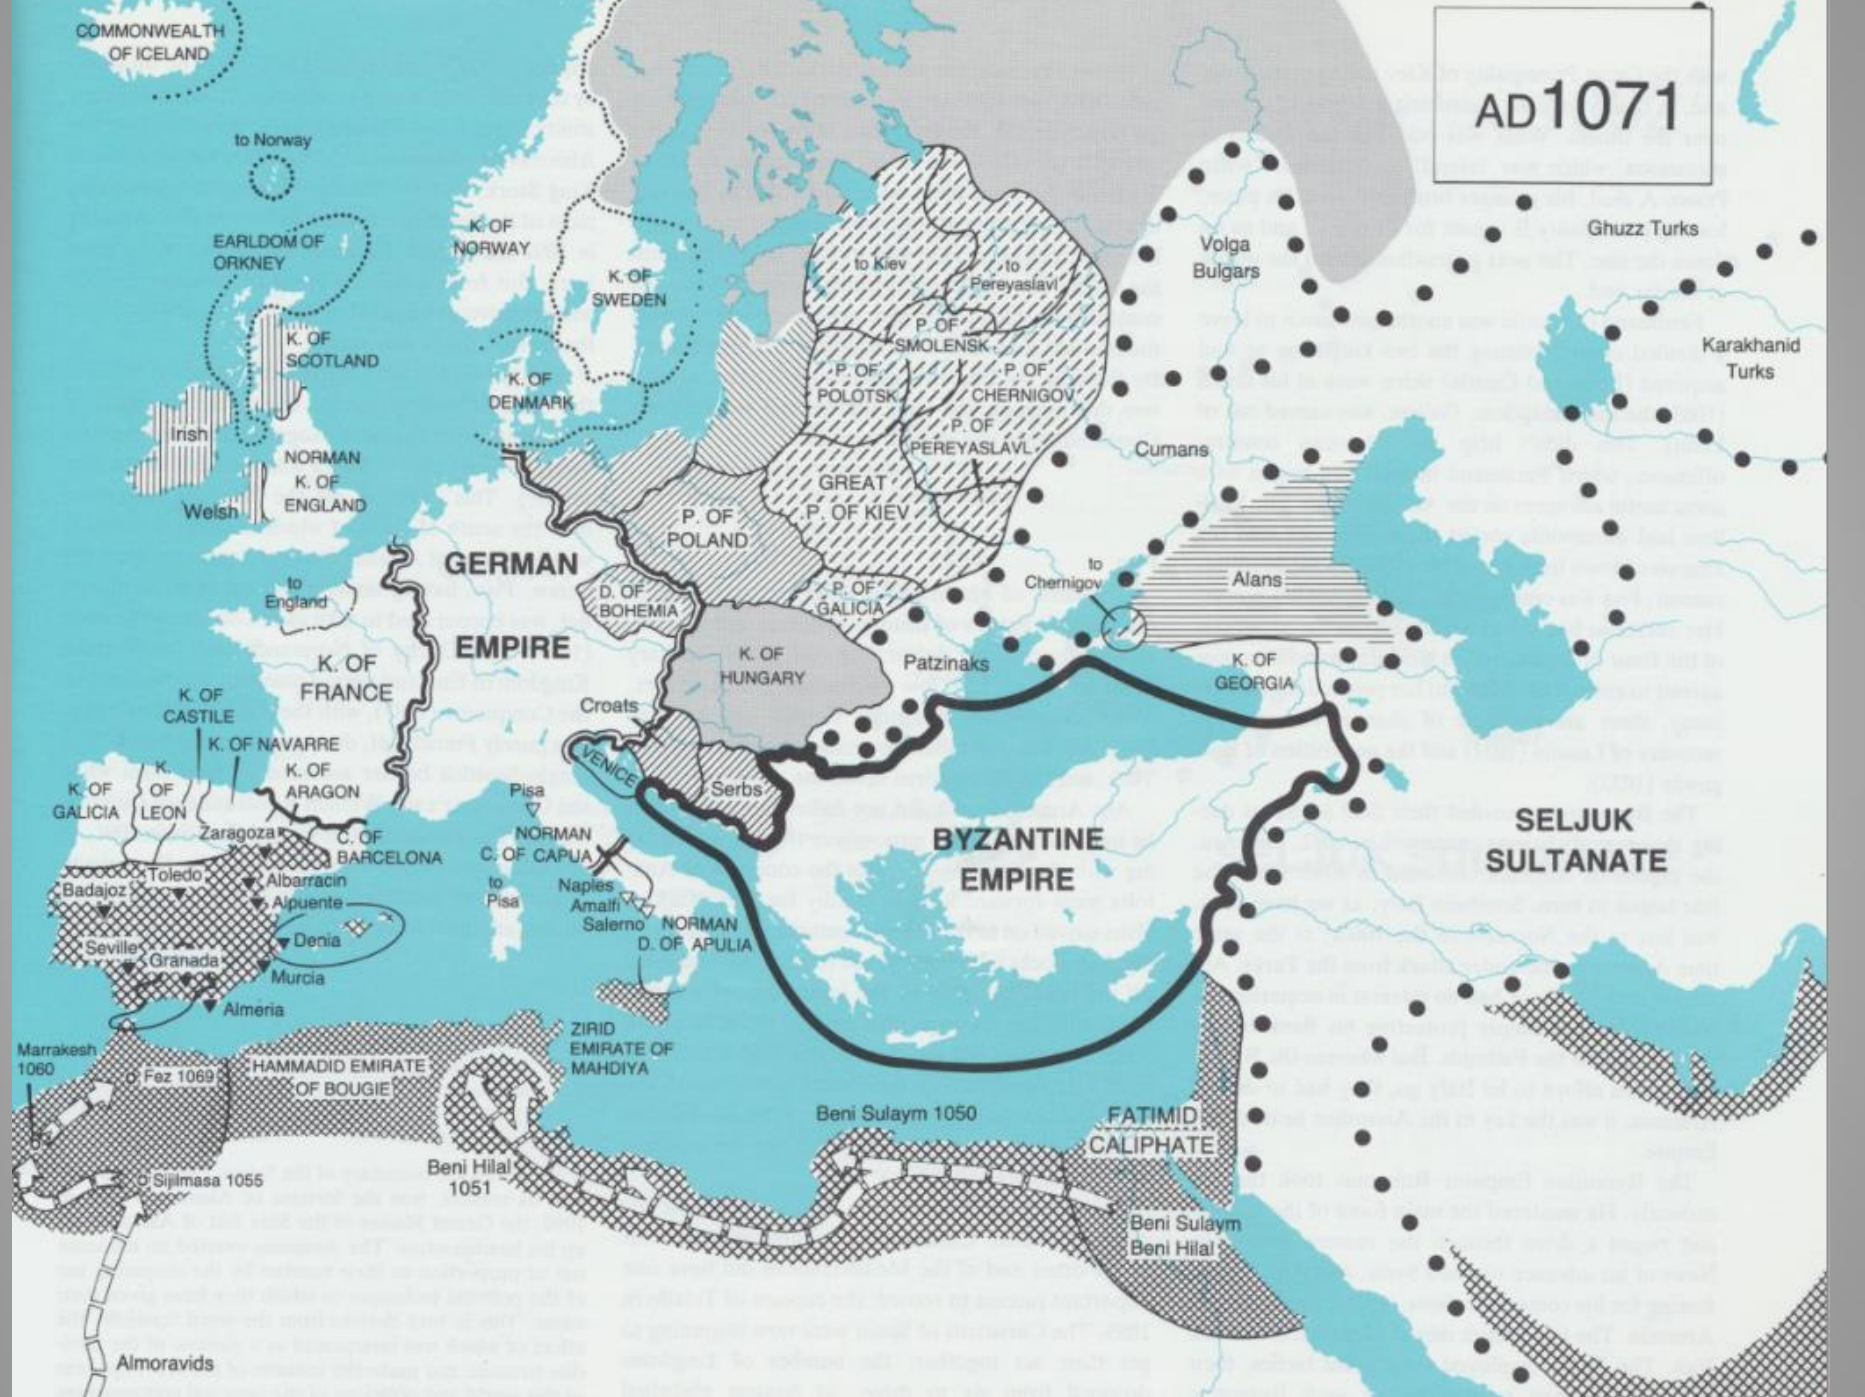 COMMONWEALTH
OF ICELAND
AD1071
to Norway
EARLDOM OF
ORKNEY
K. OF
NORWAY
K. OF
SWEDEN
to Kiev
to
Pereyaslavl
Volga
Bulgars
Ghuzz Turks
K. OF
SCOTLAND
K. OF
DENMARK
P. OF
SMOLENSK
P. OF
POLOTSK
P. OF
CHERNIGOV
P. OF
PEREYASLAVL
Karakhanid
Turks
Irish
NORMAN
K. OF
ENGLAND
Welsh
Cumans
GREAT
P. OF KIEV
P. OF
POLAND
GERMAN
EMPIRE
to
England
D. OF
BOHEMIA
P. OF
GALICIA
to
Chernigov
Alans
K. OF
FRANCE
K. OF
HUNGARY
Patzinaks
K. OF
GEORGIA
K. OF
CASTILE
K. OF NAVARRE
K. OF
ARAGON
K. OF
GALICIA
K.
OF
LEON
Croats
VENICE
Serbs
Zaragoza
C. OF
BARCELONA
Pisa
NORMAN
C. OF CAPUA
to
Pisa
Naples
Amalfi
Salerno
NORMAN
D. OF APULIA
BYZANTINE
EMPIRE
SELJUK
SULTANATE
Badajoz
Toledo
Albarracin
Alpuente
Denia
Seville
Granada
Murcia
Almeria
Marrakesh
1060
Fez 1069
HAMMADID EMIRATE
OF BOUGIE
ZIRID
EMIRATE OF
MAHDIYA
Beni Sulaym 1050
FATIMID
CALIPHATE
Sijilmasa 1055
Beni Hilal
1051
Beni Sulaym
Beni Hilal
Almoravids